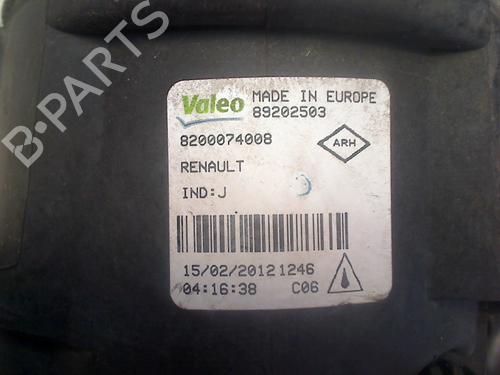 B-PARTS
Valeo MADE IN EUROPE
89202503
8200074008
ARH
RENAULT
IND:J
15/02/2012 1246
04:16:38 C06